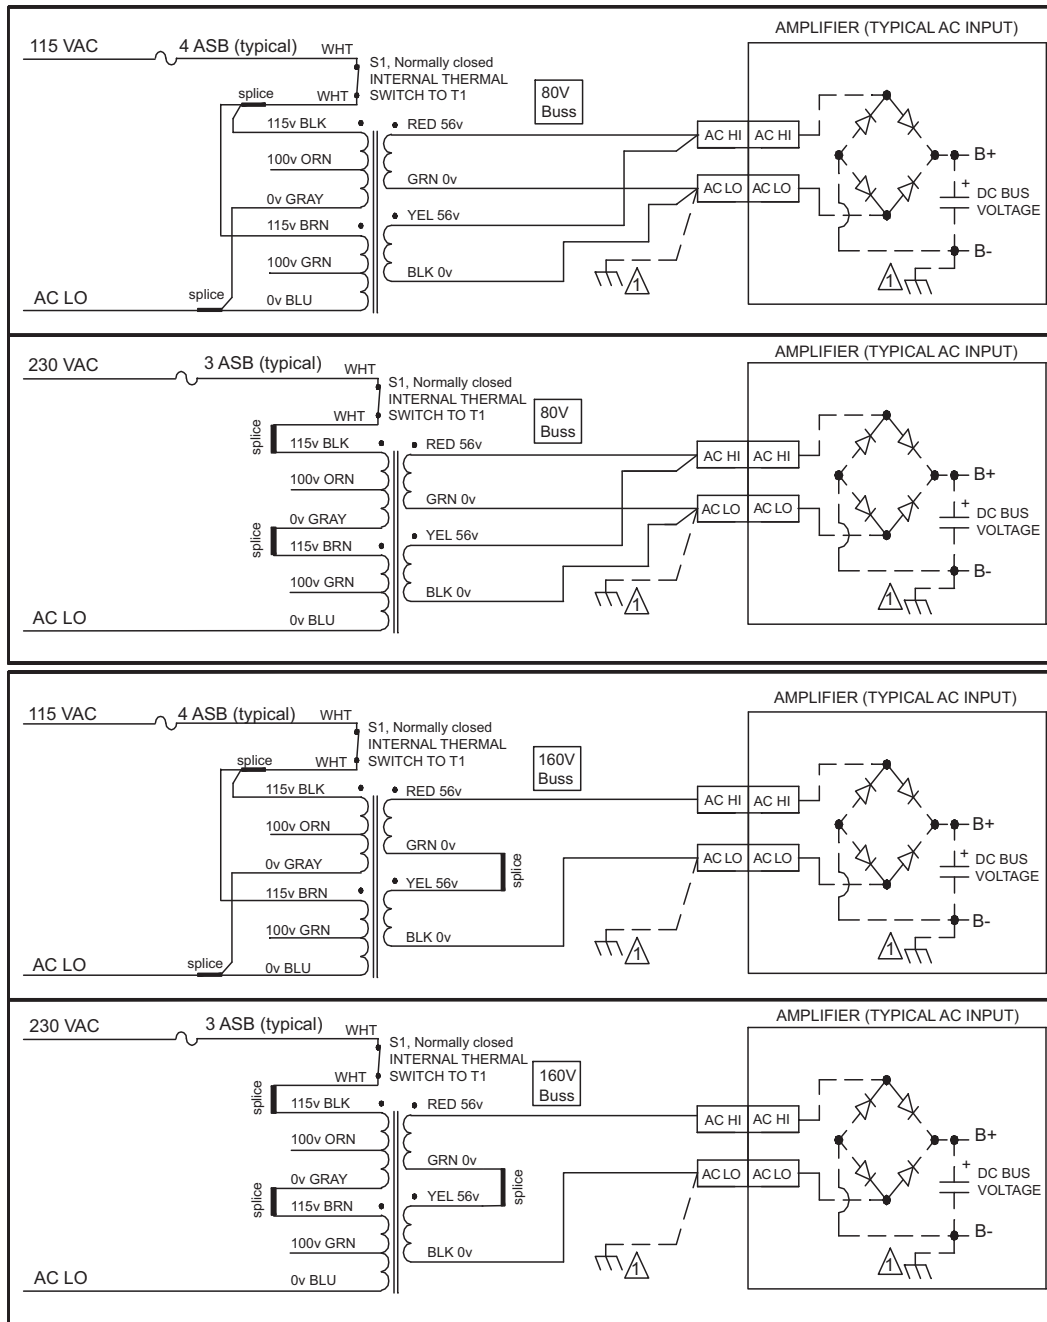 AMPLIFIER (TYPICAL AC INPUT)
115 VAC
4 ASB (typical)
WHT
S1, Normally closed
INTERNAL THERMAL
SWITCH TO T1
WHT
splice
80V
Buss
115v BLK
RED 56v
100v ORN
GRN 0v
0v GRAY
YEL 56v
115v BRN
100v GRN
BLK 0v
AC LO
splice
0v BLU
AC HI
AC HI
AC LO
AC LO
1
B+
+
DC BUS
VOLTAGE
B-
1
AMPLIFIER (TYPICAL AC INPUT)
230 VAC
3 ASB (typical)
WHT
S1, Normally closed
INTERNAL THERMAL
SWITCH TO T1
WHT
splice
80V
Buss
115v BLK
RED 56v
100v ORN
GRN 0v
0v GRAY
splice
115v BRN
YEL 56v
100v GRN
BLK 0v
AC LO
0v BLU
AC HI
AC HI
AC LO
AC LO
1
B+
+
DC BUS
VOLTAGE
B-
1
AMPLIFIER (TYPICAL AC INPUT)
115 VAC
4 ASB (typical)
WHT
S1, Normally closed
INTERNAL THERMAL
SWITCH TO T1
WHT
splice
160V
Buss
115v BLK
RED 56v
100v ORN
GRN 0v
0v GRAY
splice
YEL 56v
115v BRN
100v GRN
BLK 0v
AC LO
splice
0v BLU
AC HI
AC HI
AC LO
AC LO
1
B+
+
DC BUS
VOLTAGE
B-
1
AMPLIFIER (TYPICAL AC INPUT)
230 VAC
3 ASB (typical)
WHT
S1, Normally closed
INTERNAL THERMAL
SWITCH TO T1
WHT
splice
160V
Buss
115v BLK
RED 56v
100v ORN
GRN 0v
0v GRAY
splice
splice
115v BRN
YEL 56v
100v GRN
BLK 0v
AC LO
0v BLU
AC HI
AC HI
AC LO
AC LO
1
B+
+
DC BUS
VOLTAGE
B-
1